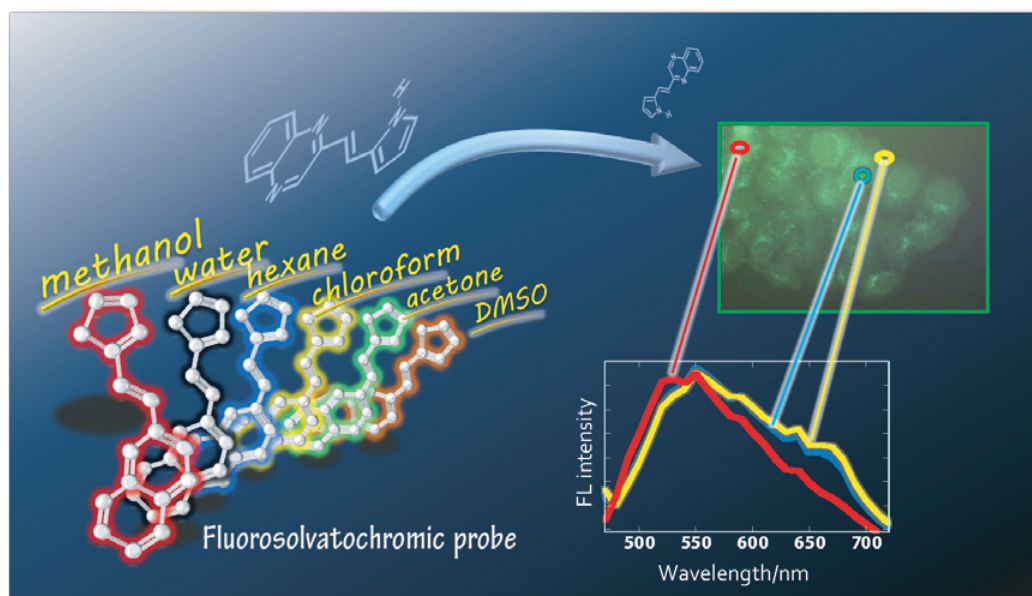 N
N
N
H
N
N
N
H
methanol
water
hexane
chloroform
acetone
DMSO
Fluorosolvatochromic probe
FL intensity
500 550 600 650 700
Wavelength/nm